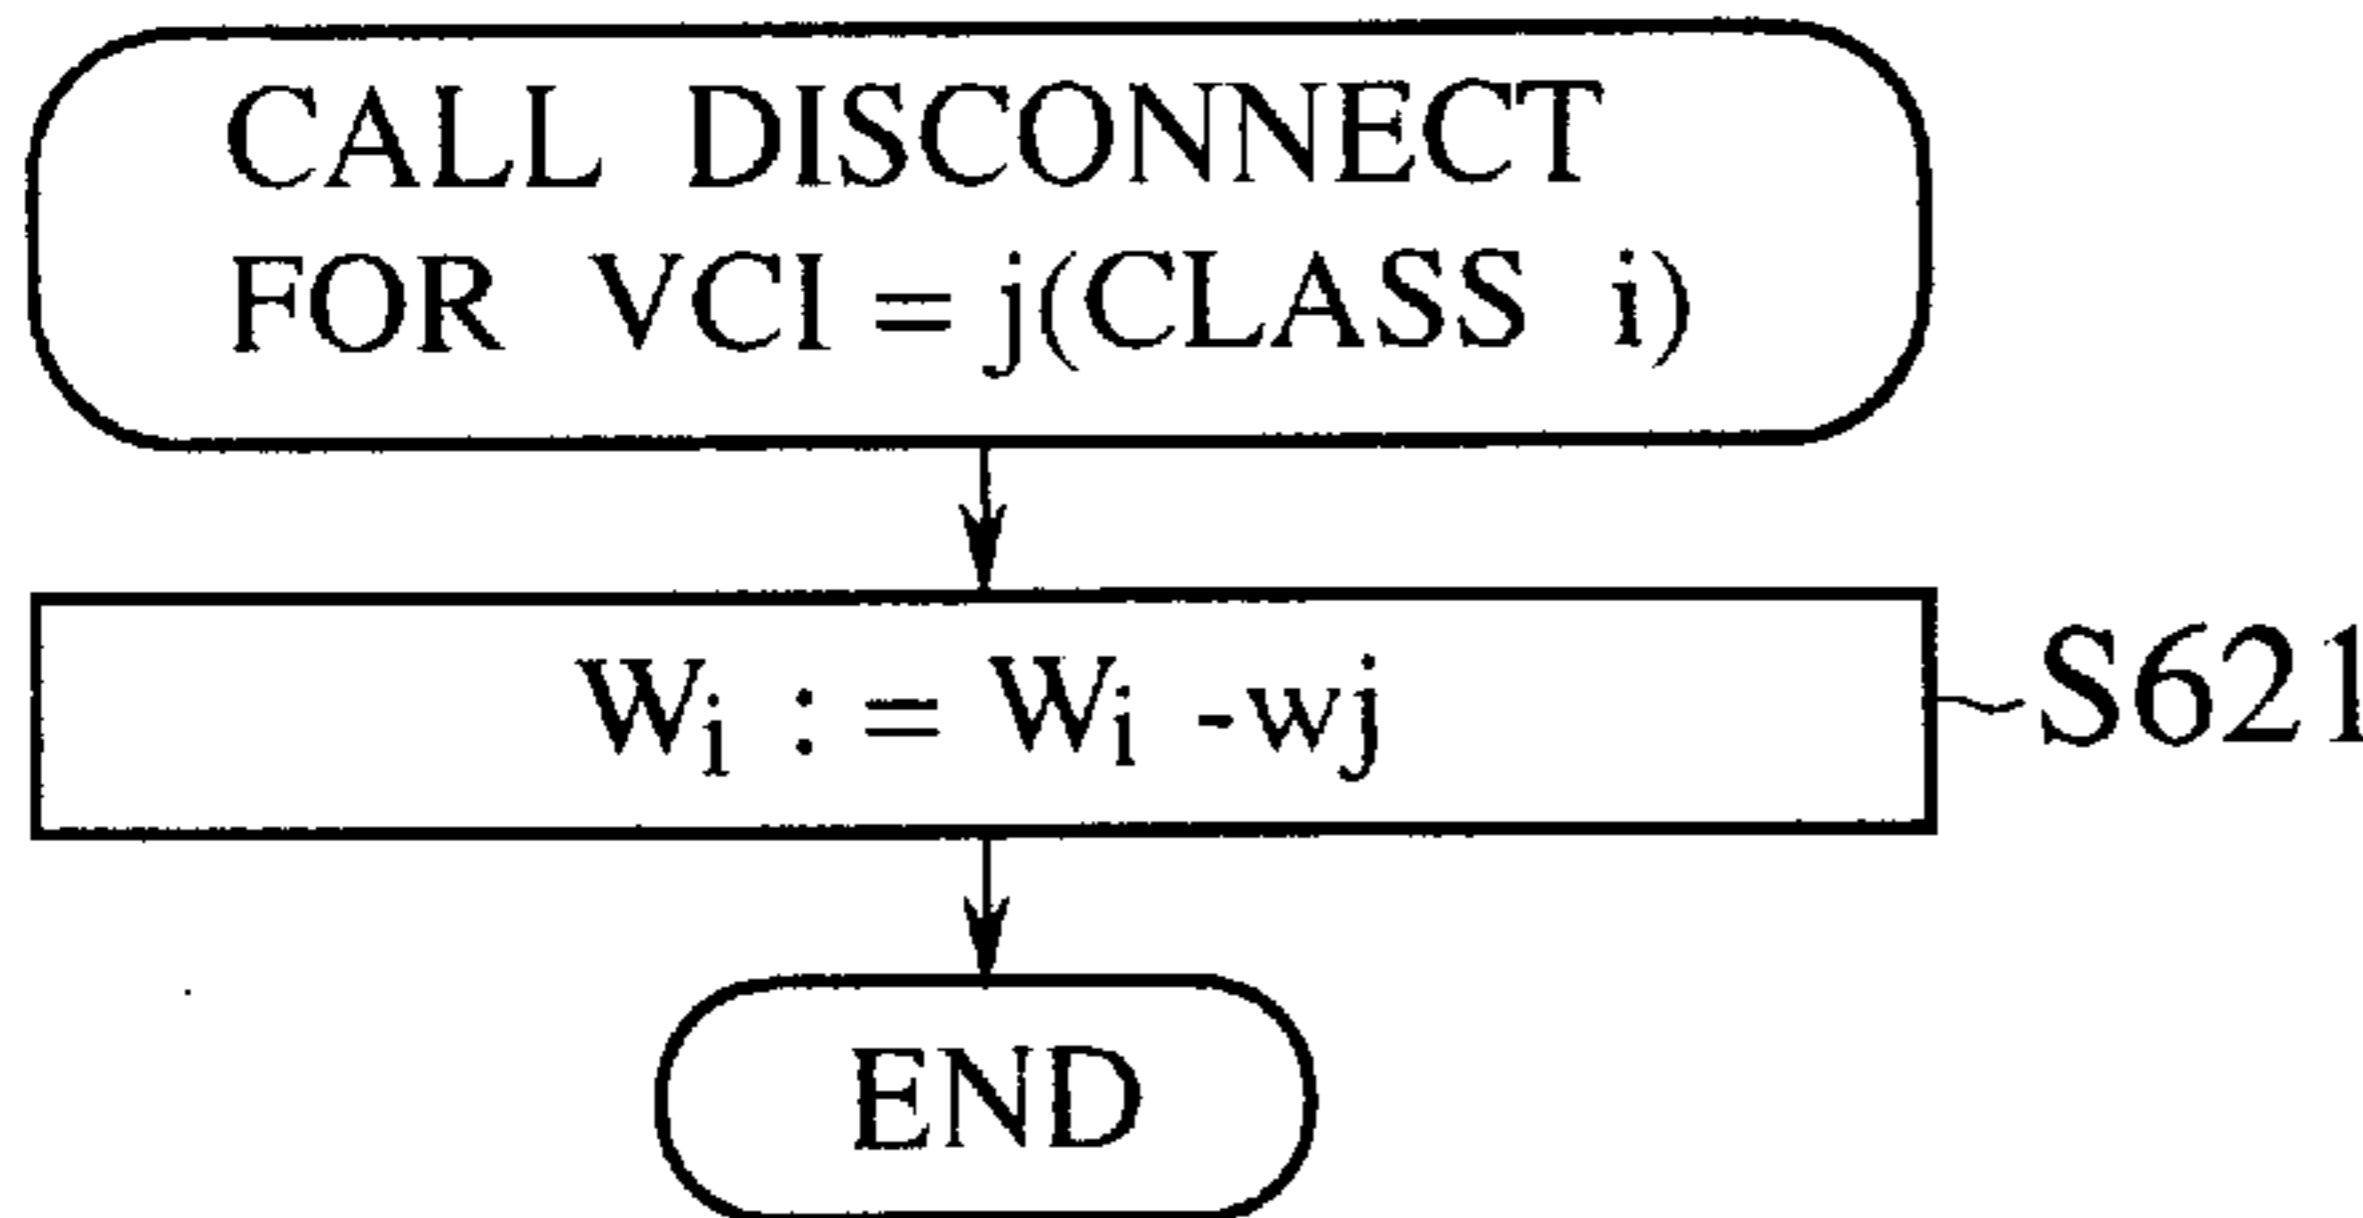 CALL DISCONNECT
FOR VCI = j(CLASS i)
Wi : = Wi -wj
S621
END